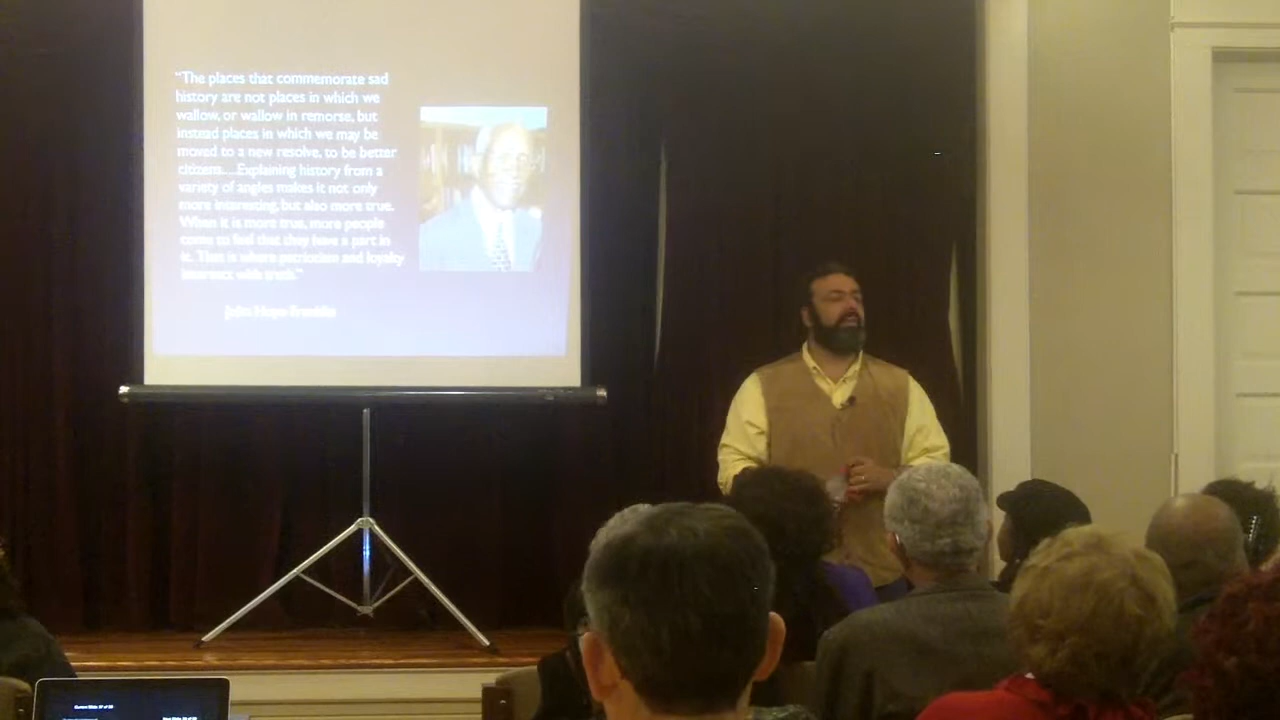 “The places that commemorate sad
history are not places in which we
wallow, or wallow in remorse, but
instead places in which we may be
moved to a new resolve, to be better
citizens....Explaining history from a
variety of angles makes it not only
more interesting, but also more true.
When it is more true, more people
come to feel that they have a part in
it. That is where patriotism and loyalty
intersect with truth.”
John Hope Franklin
Current Slide